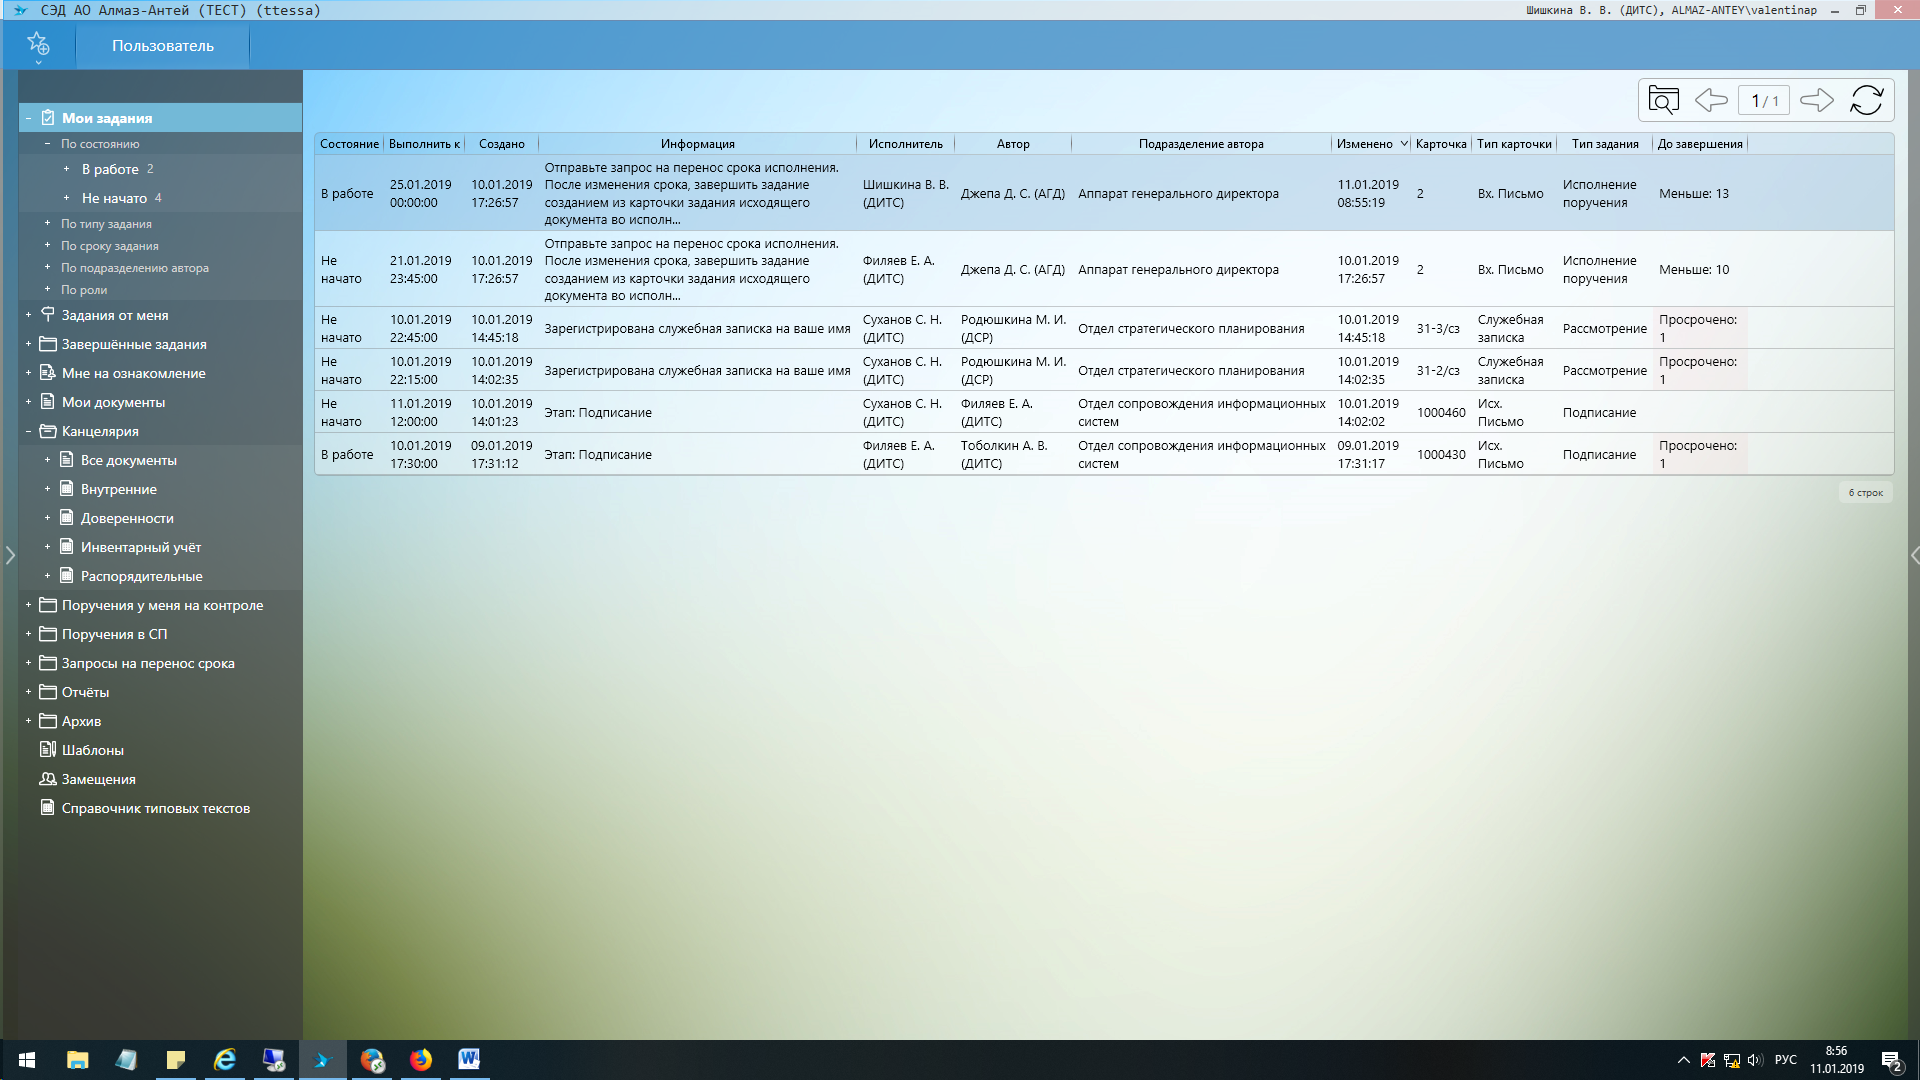 СЭД АО Алмаз-Антей (ТЕСТ) (ttessa)
Шишкина В. В. (ДИТС), ALMAZ-ANTEY\valentinap
Пользователь
1 / 1
Мои задания
По состоянию
В работе 2
Не начато 4
По типу задания
По сроку задания
По подразделению автора
По роли
Задания от меня
Завершённые задания
Мне на ознакомление
Мои документы
Канцелярия
Все документы
Внутренние
Доверенности
Инвентарный учёт
Распорядительные
Поручения у меня на контроле
Поручения в СП
Запросы на перенос срока
Отчёты
Архив
Шаблоны
Замещения
Справочник типовых текстов
Состояние Выполнить к Создано Информация Исполнитель Автор Подразделение автора Изменено Карточка Тип карточки Тип задания До завершения
В работе
25.01.2019
00:00:00
10.01.2019
17:26:57
Отправьте запрос на перенос срока исполнения.
После изменения срока, завершить задание
созданием из карточки задания исходящего
документа во исполн...
Шишкина В. В.
(ДИТС)
Джепа Д. С. (АГД)
Аппарат генерального директора
11.01.2019
08:55:19
2
Вх. Письмо
Исполнение
поручения
Меньше: 13
Не
начато
21.01.2019
23:45:00
10.01.2019
17:26:57
Отправьте запрос на перенос срока исполнения.
После изменения срока, завершить задание
созданием из карточки задания исходящего
документа во исполн...
Филяев Е. А.
(ДИТС)
Джепа Д. С. (АГД)
Аппарат генерального директора
10.01.2019
17:26:57
2
Вх. Письмо
Исполнение
поручения
Меньше: 10
Не
начато
10.01.2019
22:45:00
10.01.2019
14:45:18
Зарегистрирована служебная записка на ваше имя
Суханов С. Н.
(ДИТС)
Родюшкина М. И.
(ДСР)
Отдел стратегического планирования
10.01.2019
14:45:18
31-3/сз
Служебная
записка
Рассмотрение
Просрочено:
1
Не
начато
10.01.2019
22:15:00
10.01.2019
14:02:35
Зарегистрирована служебная записка на ваше имя
Суханов С. Н.
(ДИТС)
Родюшкина М. И.
(ДСР)
Отдел стратегического планирования
10.01.2019
14:02:35
31-2/сз
Служебная
записка
Рассмотрение
Просрочено:
1
Не
начато
11.01.2019
12:00:00
10.01.2019
14:01:23
Этап: Подписание
Суханов С. Н.
(ДИТС)
Филяев Е. А.
(ДИТС)
Отдел сопровождения информационных
систем
10.01.2019
14:02:02
1000460
Исх.
Письмо
Подписание
В работе
10.01.2019
17:30:00
09.01.2019
17:31:12
Этап: Подписание
Филяев Е. А.
(ДИТС)
Тоболкин А. В.
(ДИТС)
Отдел сопровождения информационных
систем
09.01.2019
17:31:17
1000430
Исх.
Письмо
Подписание
Просрочено:
1
6 строк
РУС
8:56
11.01.2019
2